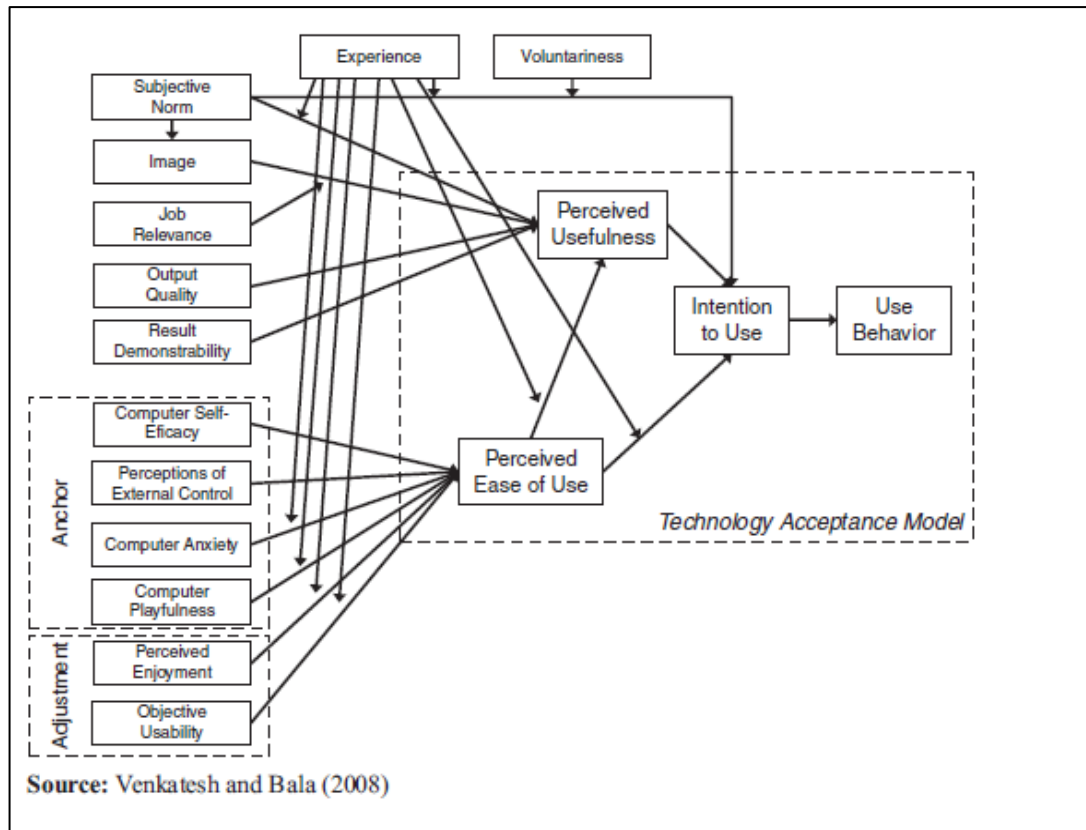 Experience
Voluntariness
Subjective
Norm
Image
Job
Relevance
Output
Quality
Result
Demonstrability
Perceived
Usefulness
Intention
to Use
Use
Behavior
Anchor
Computer Self-
Eficacy
Perceptions of
External Control
Computer Anxiety
Computer
Playfulness
Perceived
Ease of Use
Technology Acceptance Model
Adjustment
Perceived
Enjoyment
Objective
Usability
Source: Venkatesh and Bala (2008)